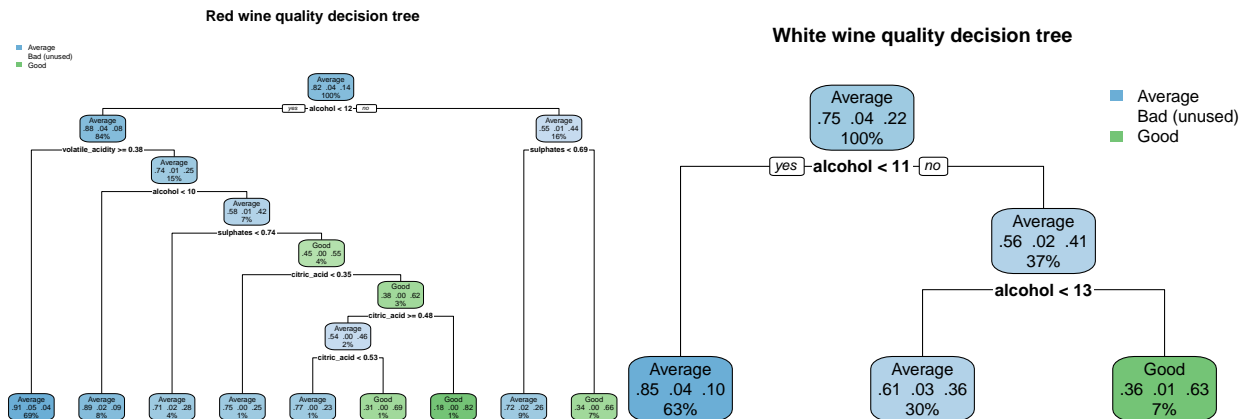 Red wine quality decision tree
Average
Bad (unused)
Good
Average
.82 .04 .14
100%
yes alcohol < 12 no
Average
.88 .04 .08
84%
volatile_acidity >= 0.38
Average
.55 .01 .44
16%
sulphates < 0.69
Average
.74 .01 .25
15%
alcohol < 10
Average
.58 .01 .42
7%
sulphates < 0.74
Good
.45 .00 .55
4%
citric_acid < 0.35
Good
.38 .00 .62
3%
citric_acid >= 0.48
Average
.54 .00 .46
2%
citric_acid < 0.53
Average
.91 .05 .04
69%
Average
.89 .02 .09
8%
Average
.71 .02 .28
4%
Average
.75 .00 .25
1%
Average
.77 .00 .23
1%
Good
.31 .00 .69
1%
Good
.18 .00 .82
1%
Average
.72 .02 .26
9%
Good
.34 .00 .66
7%
White wine quality decision tree
Average
Bad (unused)
Good
Average
.75 .04 .22
100%
yes alcohol < 11 no
Average
.56 .02 .41
37%
alcohol < 13
Average
.85 .04 .10
63%
Average
.61 .03 .36
30%
Good
.36 .01 .63
7%